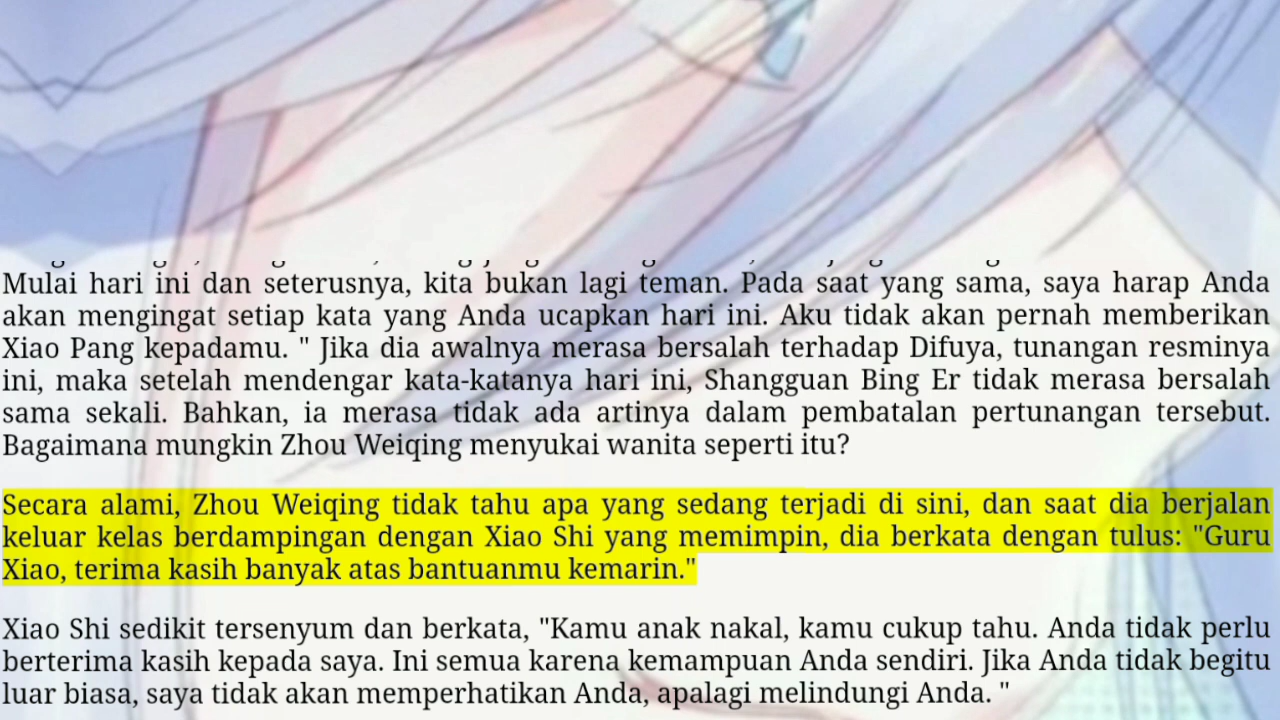 Mulai hari ini dan seterusnya, kita bukan lagi teman. Pada saat yang sama, saya harap Anda
akan mengingat setiap kata yang Anda ucapkan hari ini. Aku tidak akan pernah memberikan
Xiao Pang kepadamu. " Jika dia awalnya merasa bersalah terhadap Difuya, tunangan resminya
ini, maka setelah mendengar kata-katanya hari ini, Shangguan Bing Er tidak merasa bersalah
sama sekali. Bahkan, ia merasa tidak ada artinya dalam pembatalan pertunangan tersebut.
Bagaimana mungkin Zhou Weiqing menyukai wanita seperti itu?
Secara alami, Zhou Weiqing tidak tahu apa yang sedang terjadi di sini, dan saat dia berjalan
keluar kelas berdampingan dengan Xiao Shi yang memimpin, dia berkata dengan tulus: "Guru
Xiao, terima kasih banyak atas bantuanmu kemarin."
Xiao Shi sedikit tersenyum dan berkata, "Kamu anak nakal, kamu cukup tahu. Anda tidak perlu
berterima kasih kepada saya. Ini semua karena kemampuan Anda sendiri. Jika Anda tidak begitu
luar biasa, saya tidak akan memperhatikan Anda, apalagi melindungi Anda. "